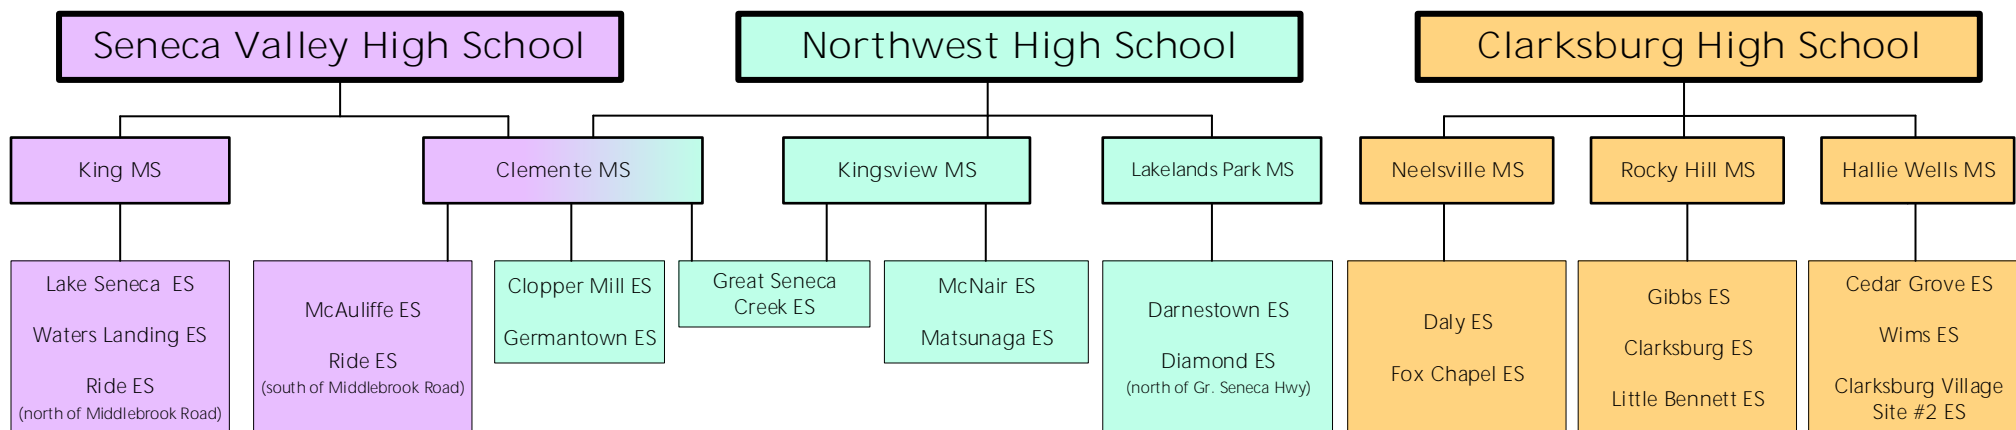 Seneca Valley High School
Northwest High School
Clarksburg High School
King MS
Clemente MS
Kingsview MS
Lakelands Park MS
Neelsville MS
Rocky Hill MS
Hallie Wells MS
Lake Seneca ES
Waters Landing ES
Ride ES
(north of Middlebrook Road)
McAuliffe ES
Ride ES
(south of Middlebrook Road)
Clopper Mill ES
Germantown ES
Great Seneca
Creek ES
McNair ES
Matsunaga ES
Darnestown ES
Diamond ES
(north of Gr. Seneca Hwy)
Daly ES
Fox Chapel ES
Gibbs ES
Clarksburg ES
Little Bennett ES
Cedar Grove ES
Wims ES
Clarksburg Village
Site #2 ES